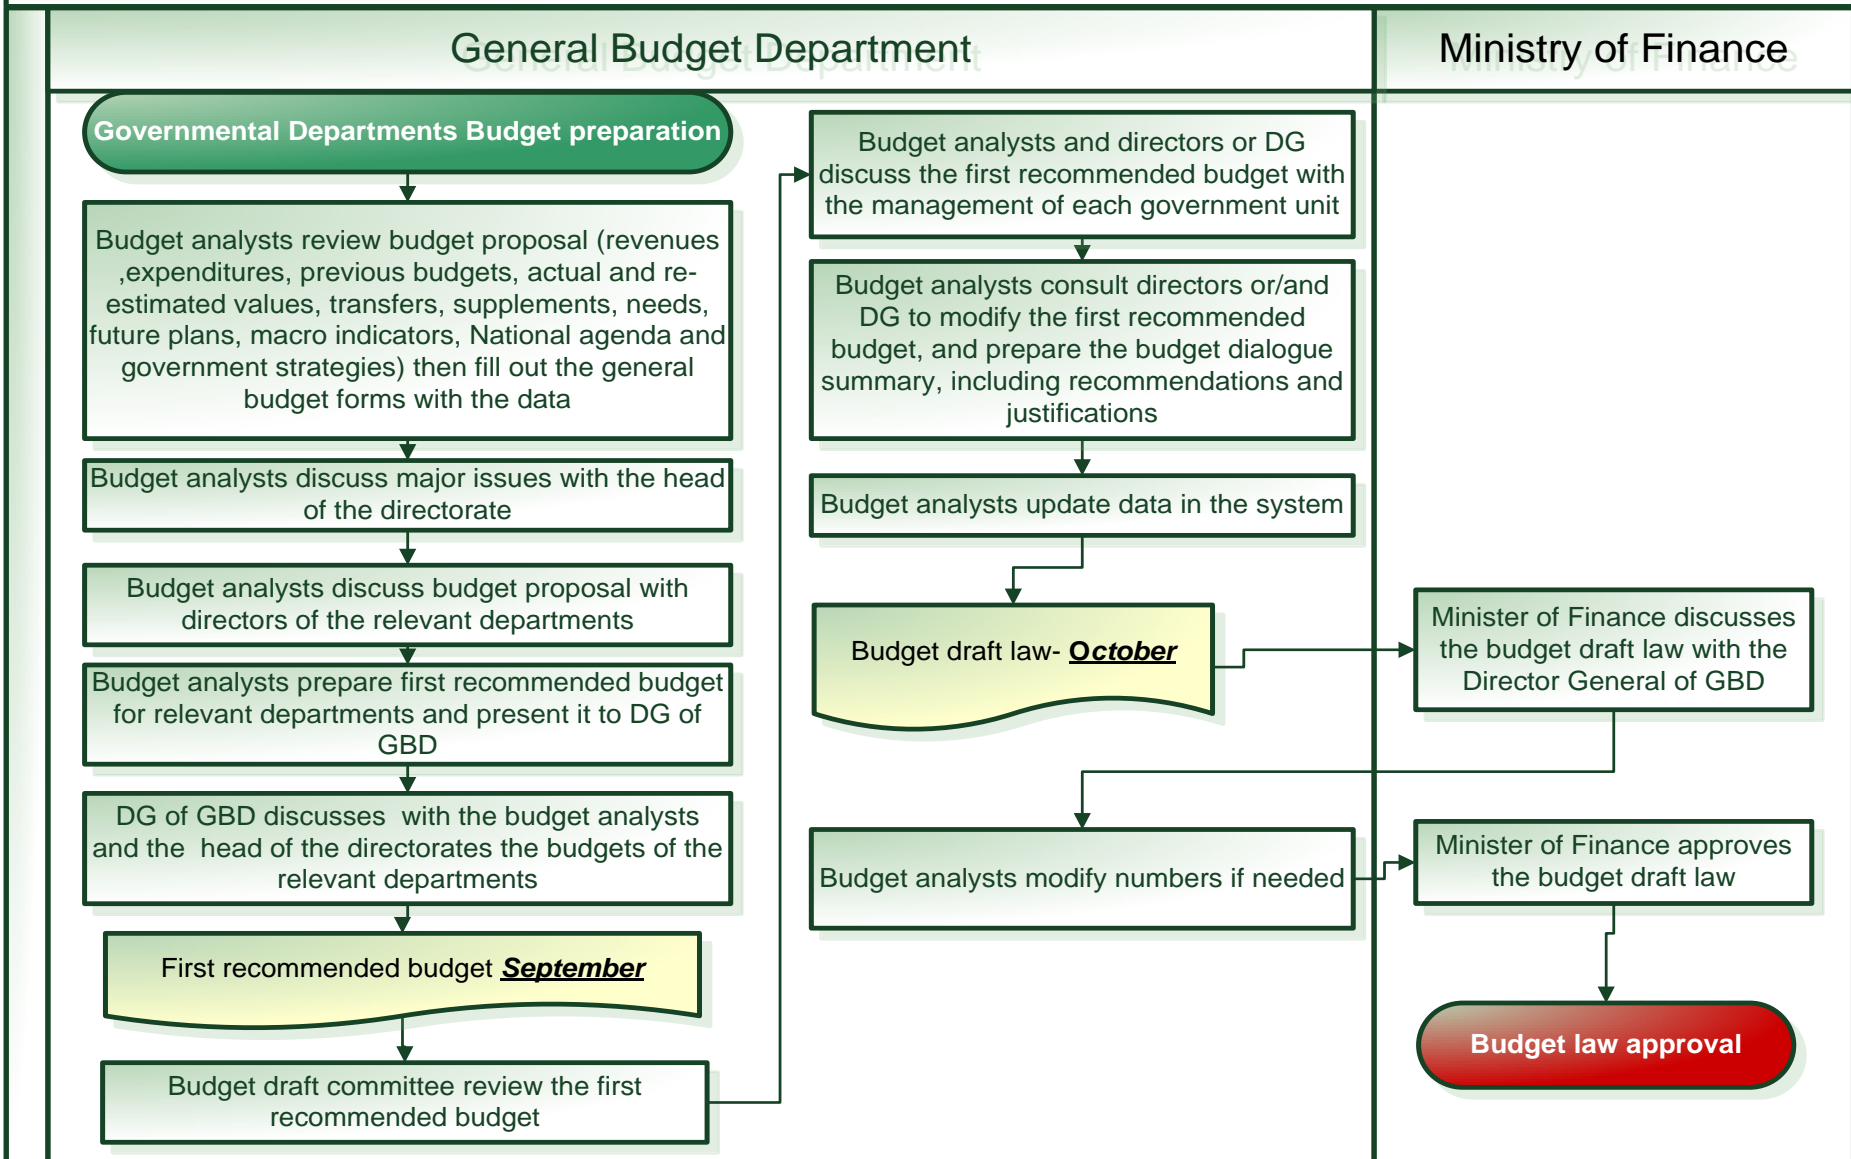 General Budget Department
Ministry of Finance
Governmental Departments Budget preparation
Budget analysts review budget proposal (revenues
,expenditures, previous budgets, actual and re-
estimated values, transfers, supplements, needs,
future plans, macro indicators, National agenda and
government strategies) then fill out the general
budget forms with the data
Budget analysts discuss major issues with the head
of the directorate
Budget analysts discuss budget proposal with
directors of the relevant departments
Budget analysts prepare first recommended budget
for relevant departments and present it to DG of
GBD
DG of GBD discusses with the budget analysts
and the head of the directorates the budgets of the
relevant departments
First recommended budget September
Budget draft committee review the first
recommended budget
Budget analysts and directors or DG
discuss the first recommended budget with
the management of each government unit
Budget analysts consult directors or/and
DG to modify the first recommended
budget, and prepare the budget dialogue
summary, including recommendations and
justifications
Budget analysts update data in the system
Budget draft law- October
Minister of Finance discusses
the budget draft law with the
Director General of GBD
Budget analysts modify numbers if needed
Minister of Finance approves
the budget draft law
Budget law approval